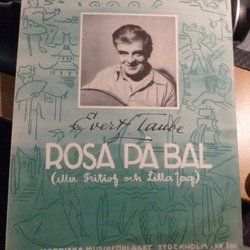 Evert Taube
ROSA PÅ BAL
(eller Fritiof och Lilla Jag)
MUSIKFÖRLAGET STOCKHOLM